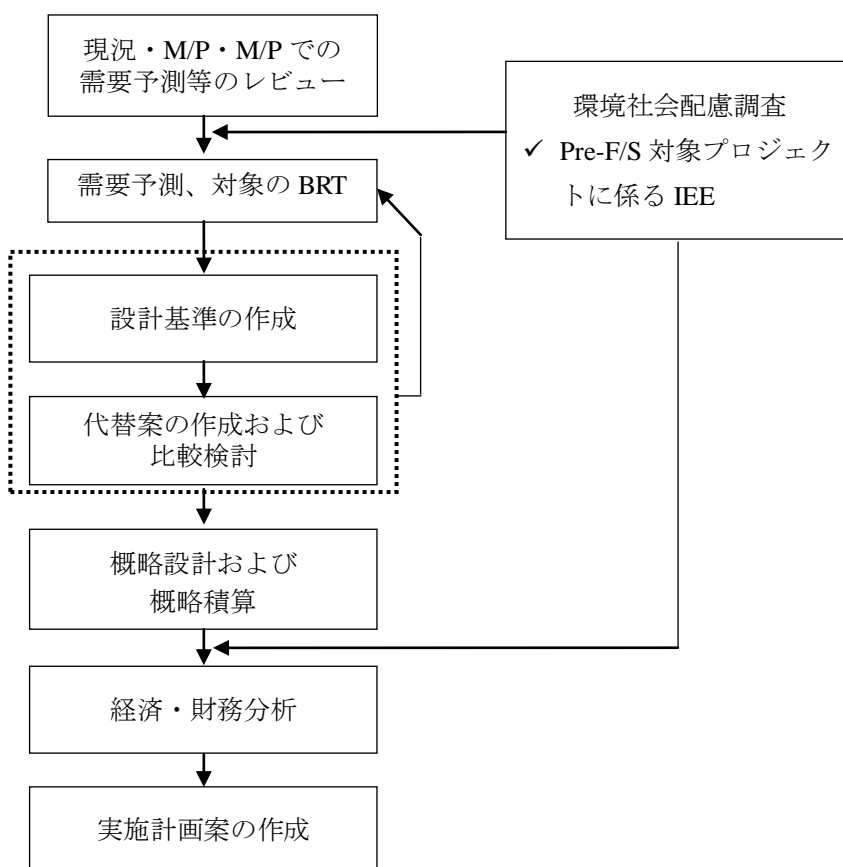 現況・M/P・M/P での
需要予測等のレビュー
環境社会配慮調査
✓ Pre-F/S 対象プロジェク
トに係る IEE
需要予測、対象の BRT
設計基準の作成
代替案の作成および
比較検討
概略設計および
概略積算
経済・財務分析
実施計画案の作成